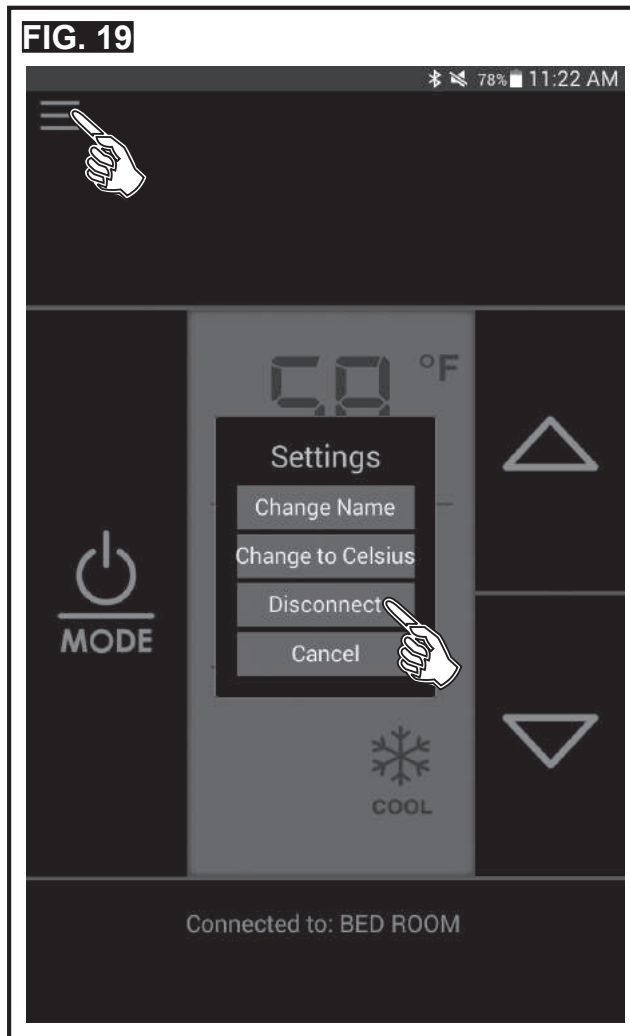 FIG. 19
78% 11:22 AM
°F
Settings
Change Name
Change to Celsius
Disconnect
Cancel
MODE
COOL
Connected to: BED ROOM